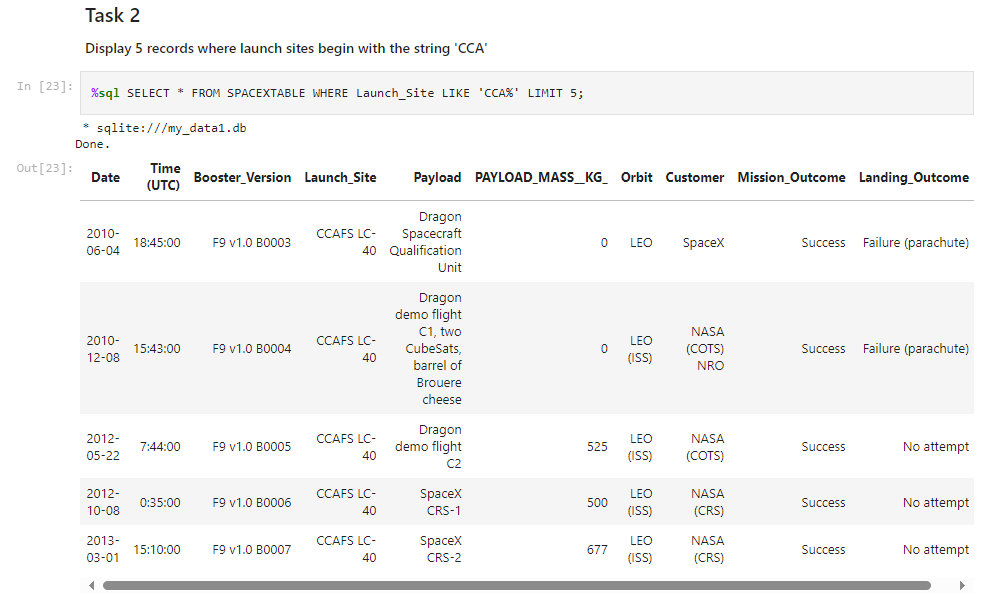 Task 2
Display 5 records where launch sites begin with the string 'CCA'
In [23]:
%sql SELECT * FROM SPACEXTABLE WHERE Launch_Site LIKE 'CCA%' LIMIT 5;
* sqlite:///my_data1.db
Done.
Out[23]:
Date Time (UTC) Booster_Version Launch_Site Payload PAYLOAD_MASS__KG_ Orbit Customer Mission_Outcome Landing_Outcome
2010-06-04 18:45:00 F9 v1.0 B0003 CCAFS LC-40 Dragon Spacecraft Qualification Unit 0 LEO SpaceX Success Failure (parachute)
2010-12-08 15:43:00 F9 v1.0 B0004 CCAFS LC-40 Dragon demo flight C1, two CubeSats, barrel of Brouere cheese 0 LEO (ISS) NASA (COTS) NRO Success Failure (parachute)
2012-05-22 7:44:00 F9 v1.0 B0005 CCAFS LC-40 Dragon demo flight C2 525 LEO (ISS) NASA (COTS) Success No attempt
2012-10-08 0:35:00 F9 v1.0 B0006 CCAFS LC-40 SpaceX CRS-1 500 LEO (ISS) NASA (CRS) Success No attempt
2013-03-01 15:10:00 F9 v1.0 B0007 CCAFS LC-40 SpaceX CRS-2 677 LEO (ISS) NASA (CRS) Success No attempt